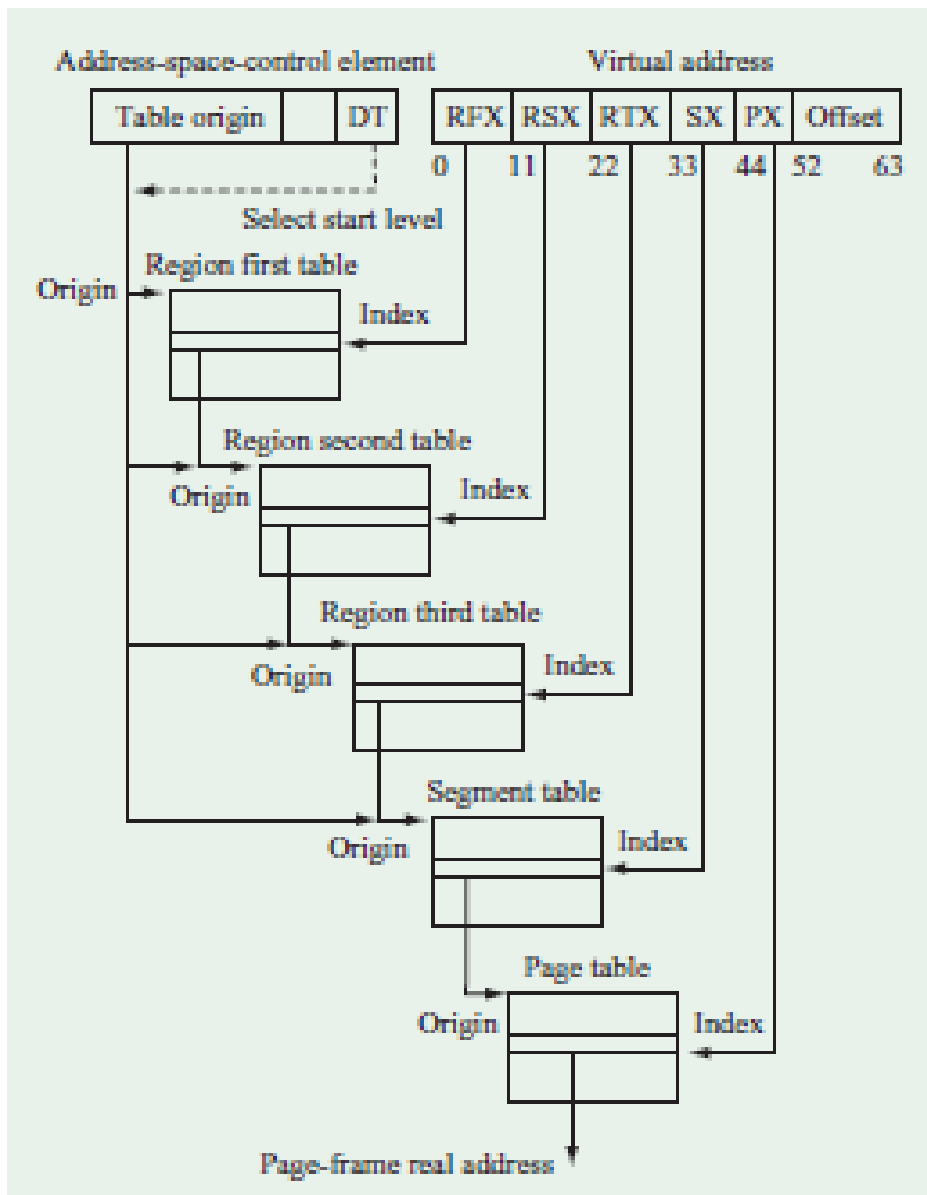 Address-space-control element
Virtual address
Table origin DT
RFX RSX RTX SX PX Offset
0 11 22 33 44 52 63
Select start level
Region first table
Origin
Index
Region second table
Origin
Index
Region third table
Origin
Index
Segment table
Origin
Index
Page table
Origin
Index
Page-frame real address